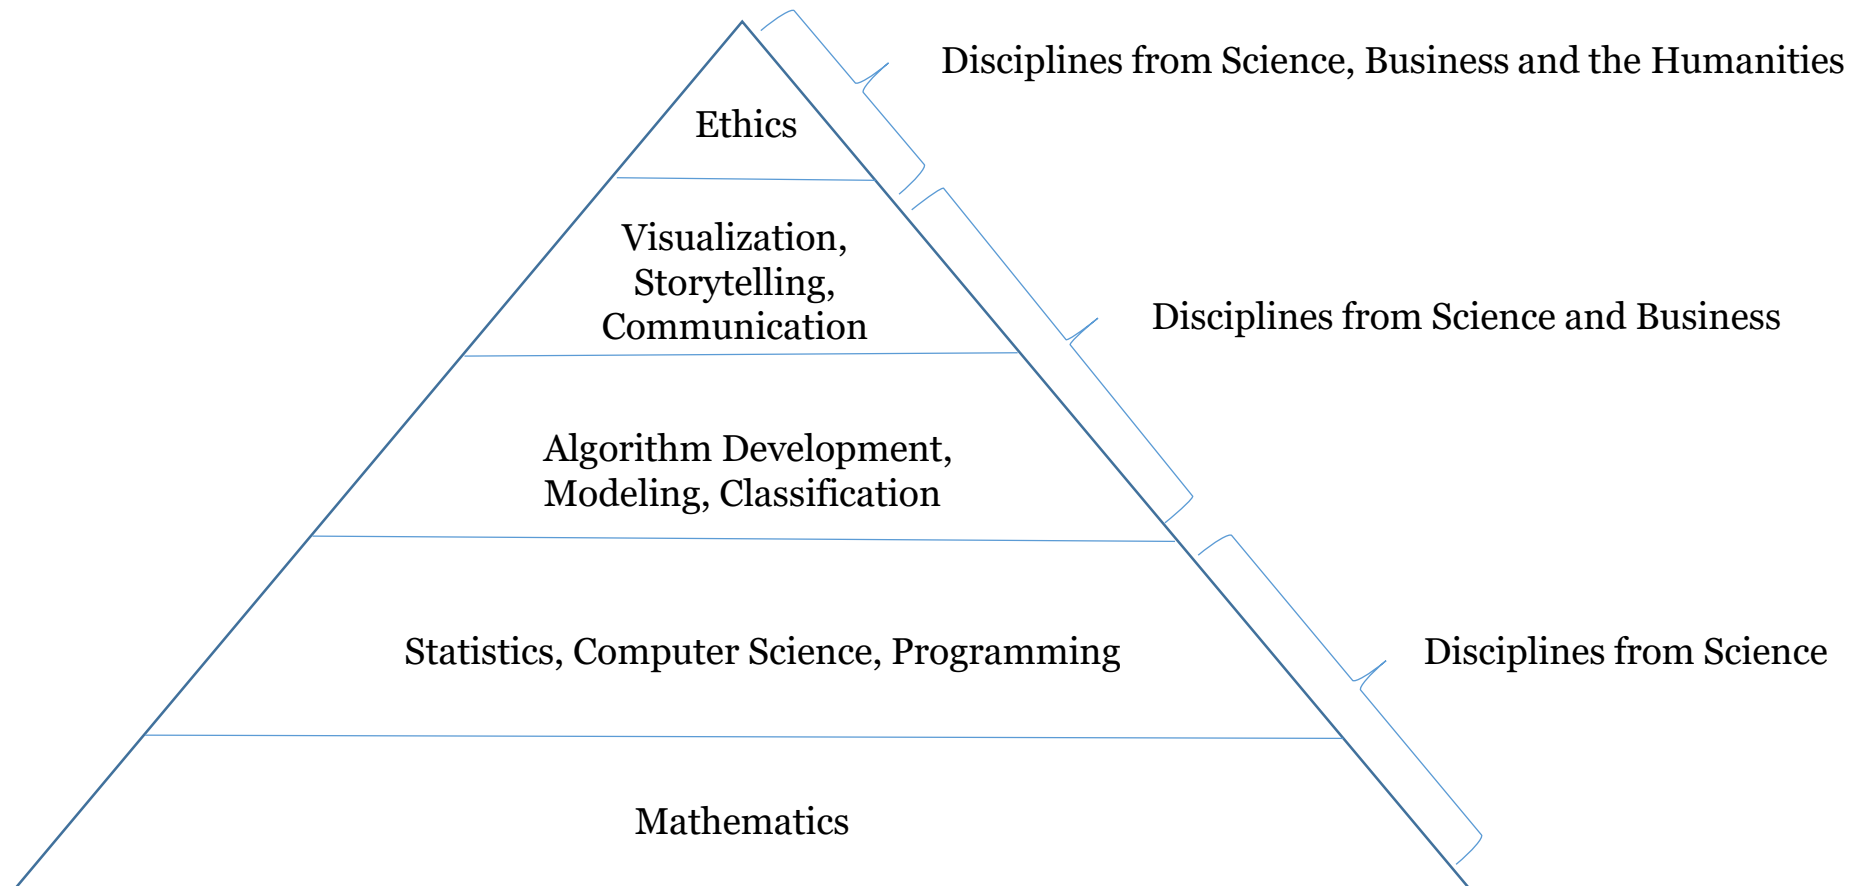 Disciplines from Science, Business and the Humanities
Ethics
Visualization,
Storytelling,
Communication
Disciplines from Science and Business
Algorithm Development,
Modeling, Classification
Statistics, Computer Science, Programming
Disciplines from Science
Mathematics